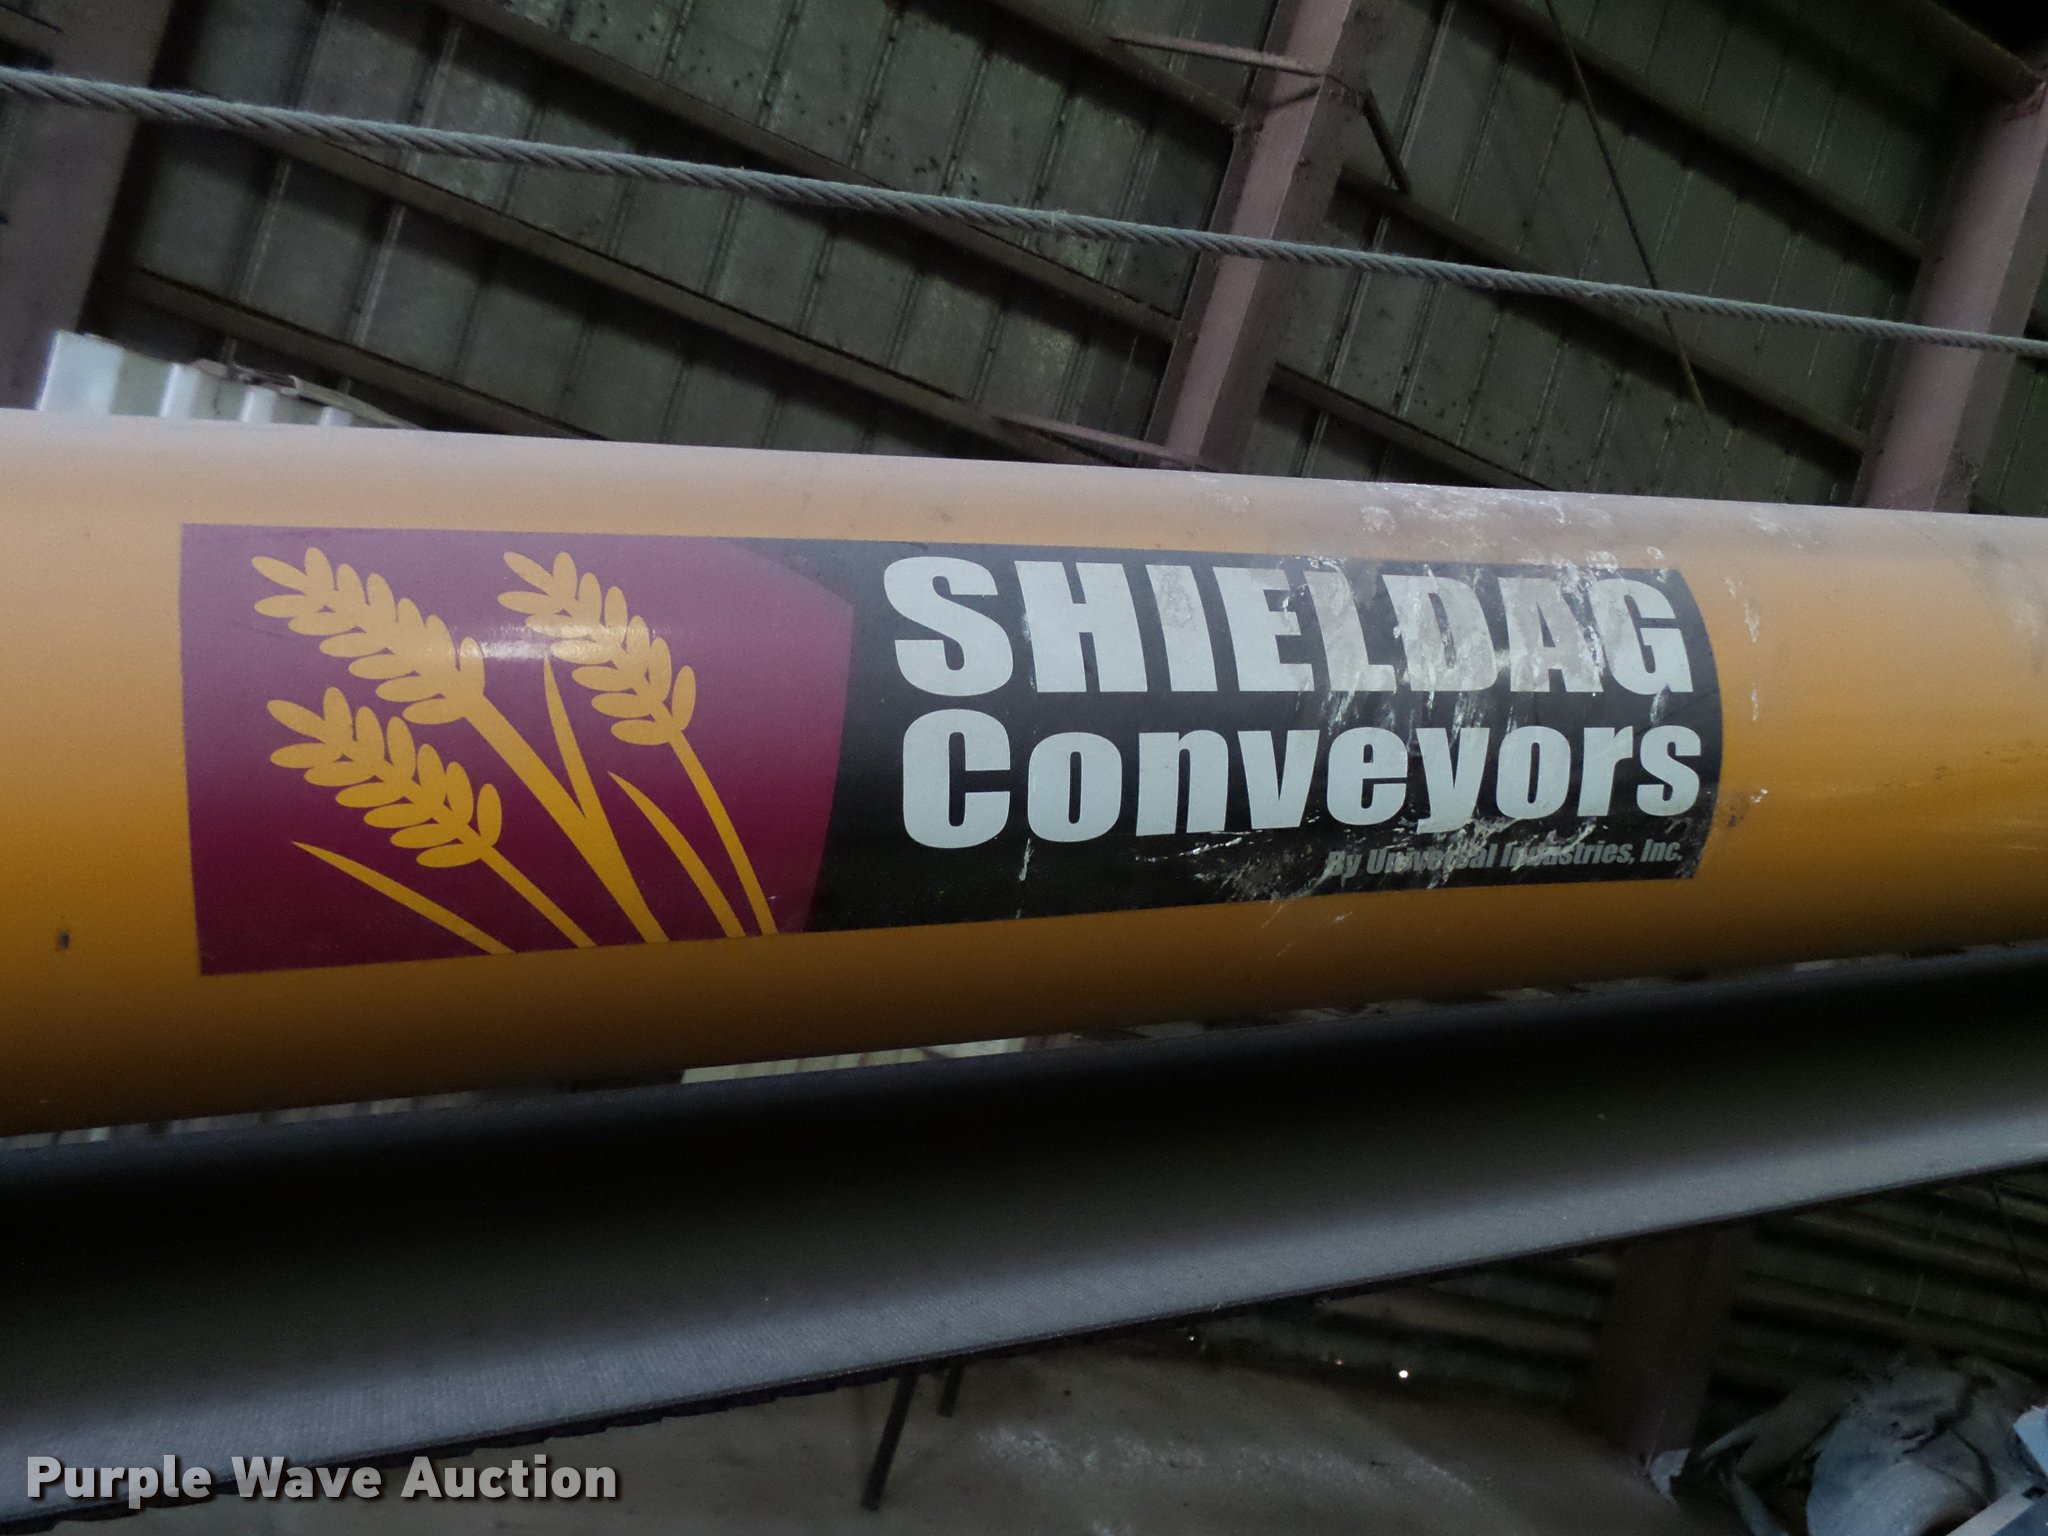 SHIELDAG
Conveyors
By Universal Industries, Inc.
Purple Wave Auction